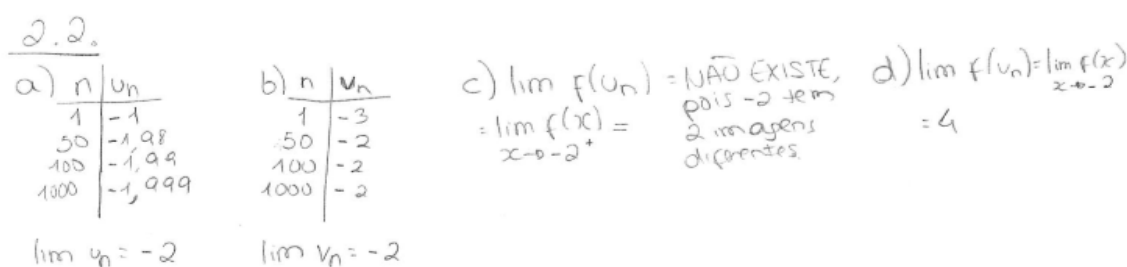 2.2.
a) n | un
1 | -1
50 | -1,98
100 | -1,99
1000 | -1,999
lim un = -2
b) n | vn
1 | -3
50 | -2
100 | -2
1000 | -2
lim vn = -2
c) lim f(un) = NÃO EXISTE,
pois -2 tem
= lim f(x) = 2 imagens
x→-2⁺ diferentes.
d) lim f(vn) = lim f(x)
x→-2
= 4